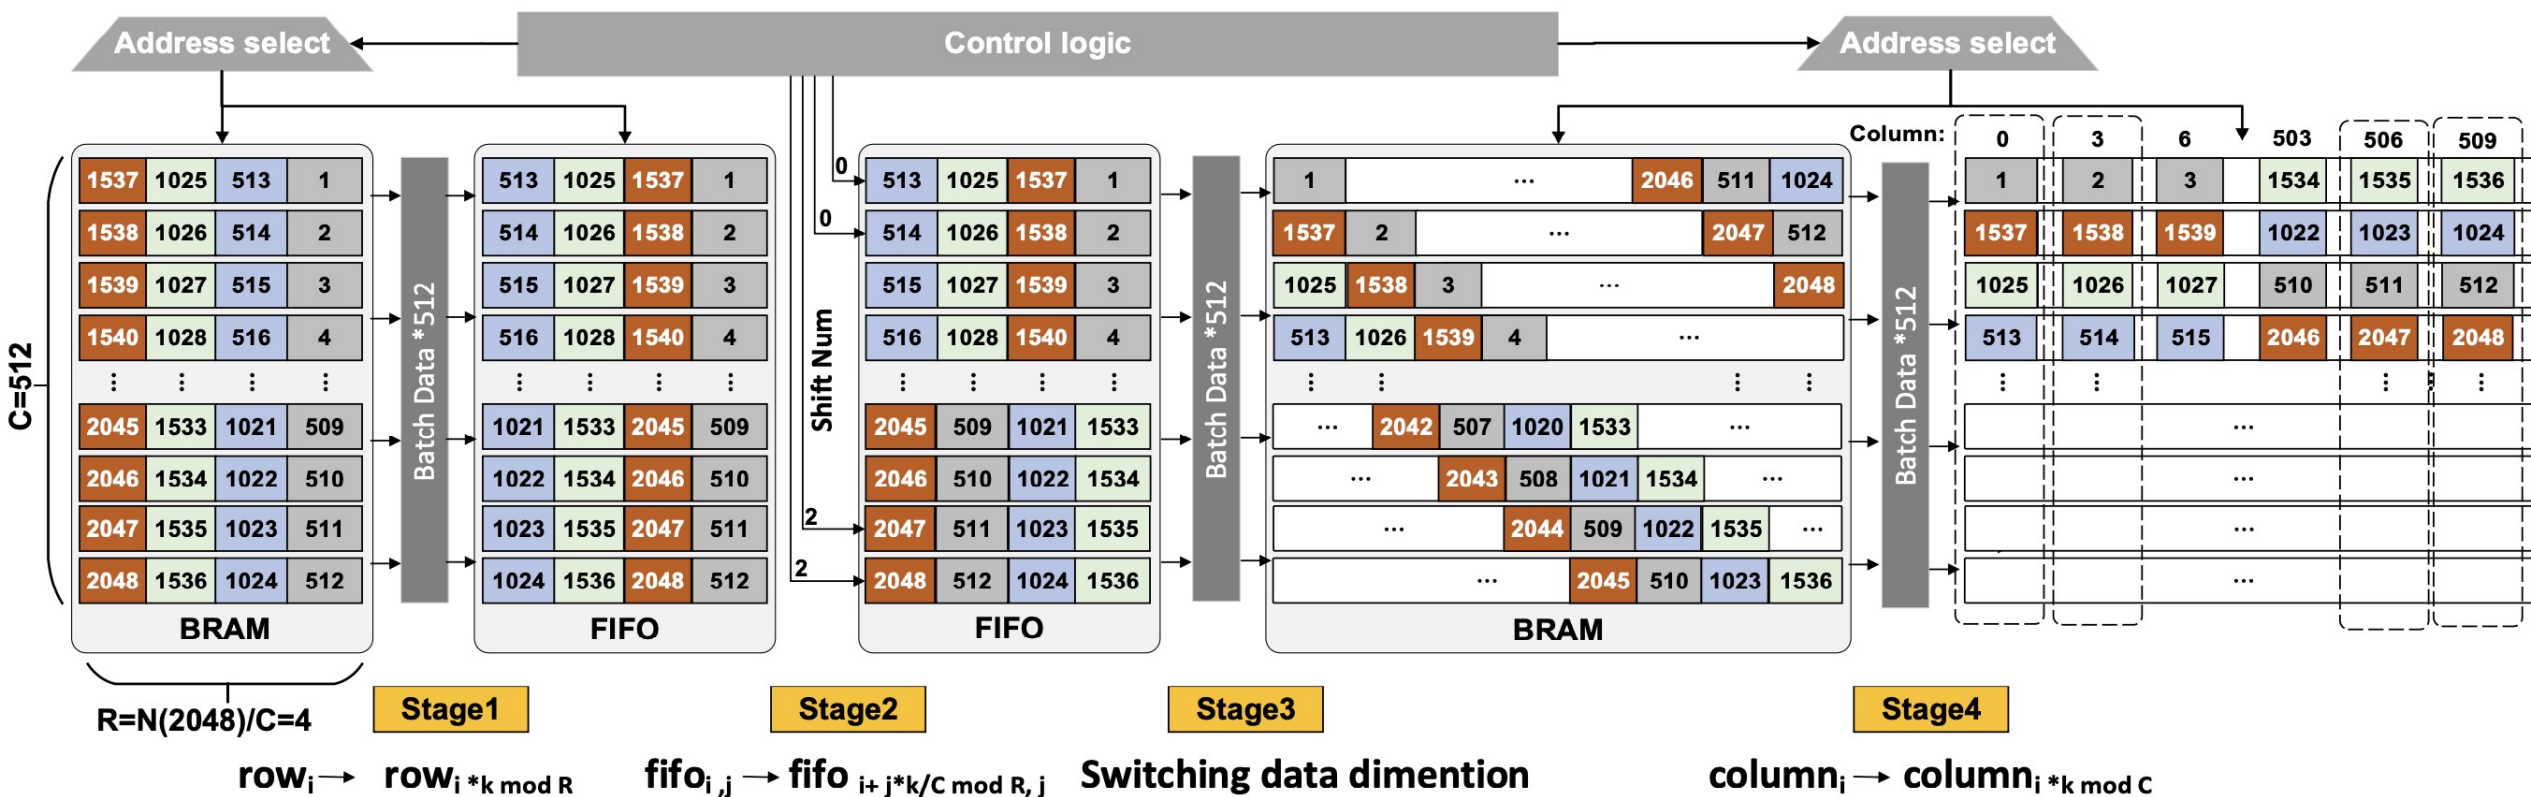 Address select
Control logic
Address select
Column: 0 3 6 503 506 509
C=512
1537 1025 513 1
1538 1026 514 2
1539 1027 515 3
1540 1028 516 4
⋮ ⋮ ⋮ ⋮
2045 1533 1021 509
2046 1534 1022 510
2047 1535 1023 511
2048 1536 1024 512
BRAM
R=N(2048)/C=4
Batch Data *512
513 1025 1537 1
514 1026 1538 2
515 1027 1539 3
516 1028 1540 4
⋮ ⋮ ⋮ ⋮
1021 1533 2045 509
1022 1534 2046 510
1023 1535 2047 511
1024 1536 2048 512
FIFO
0
0
Shift Num
2
2
513 1025 1537 1
514 1026 1538 2
515 1027 1539 3
516 1028 1540 4
⋮ ⋮ ⋮ ⋮
2045 509 1021 1533
2046 510 1022 1534
2047 511 1023 1535
2048 512 1024 1536
FIFO
Batch Data *512
1 ... 2046 511 1024
1537 2 ... 2047 512
1025 1538 3 ... 2048
513 1026 1539 4 ...
⋮ ⋮ ⋮ ⋮
... 2042 507 1020 1533 ...
... 2043 508 1021 1534 ...
... 2044 509 1022 1535 ...
... 2045 510 1023 1536
BRAM
Batch Data *512
1 2 3 1534 1535 1536
1537 1538 1539 1022 1023 1024
1025 1026 1027 510 511 512
513 514 515 2046 2047 2048
⋮ ⋮ ⋮ ⋮
...
...
...
...
Stage1
Stage2
Stage3
Stage4
row i → row i *k mod R
fifo i ,j → fifo i+ j*k/C mod R, j
Switching data dimention
column i → column i *k mod C